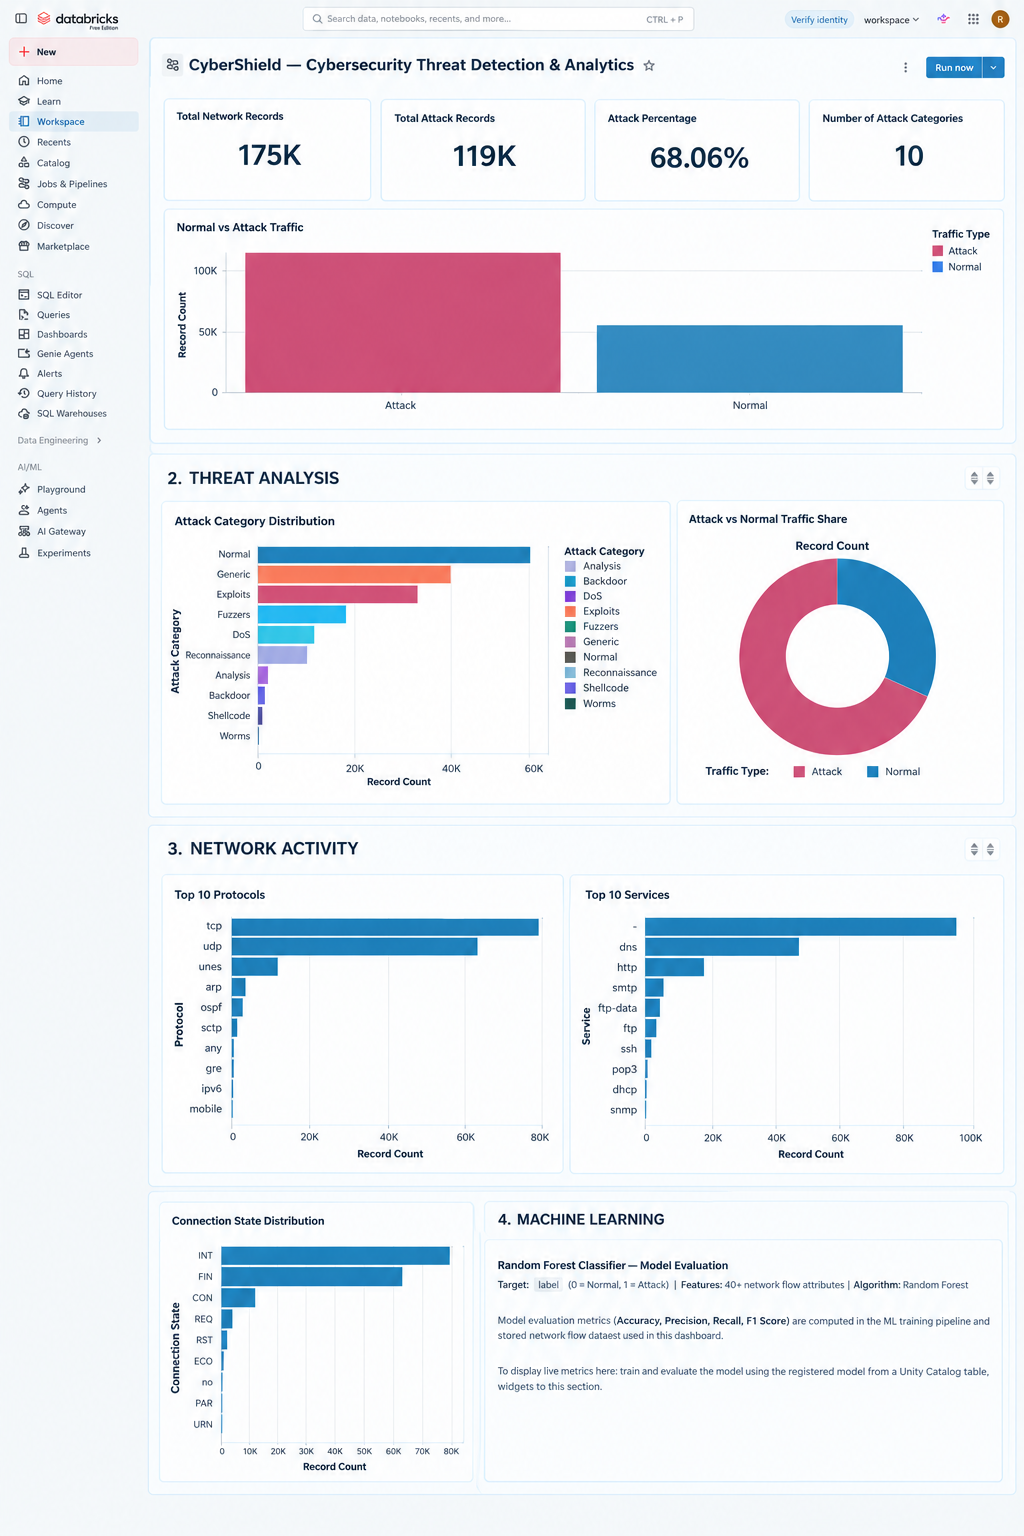 databricks
Free Edition
Search data, notebooks, recents, and more...
CTRL + P
Verify identity
workspace
R
New
Home
Learn
Workspace
Recents
Catalog
Jobs & Pipelines
Compute
Discover
Marketplace
SQL
SQL Editor
Queries
Dashboards
Genie Agents
Alerts
Query History
SQL Warehouses
Data Engineering
AI/ML
Playground
Agents
AI Gateway
Experiments
CyberShield — Cybersecurity Threat Detection & Analytics
Run now
Total Network Records
175K
Total Attack Records
119K
Attack Percentage
68.06%
Number of Attack Categories
10
Normal vs Attack Traffic
Record Count
100K
50K
0
Attack
Normal
Traffic Type
Attack
Normal
2. THREAT ANALYSIS
Attack Category Distribution
Attack Category
Normal
Generic
Exploits
Fuzzers
DoS
Reconnaissance
Analysis
Backdoor
Shellcode
Worms
0
20K
40K
60K
Record Count
Attack Category
Analysis
Backdoor
DoS
Exploits
Fuzzers
Generic
Normal
Reconnaissance
Shellcode
Worms
Attack vs Normal Traffic Share
Record Count
Traffic Type:
Attack
Normal
3. NETWORK ACTIVITY
Top 10 Protocols
Protocol
tcp
udp
unes
arp
ospf
sctp
any
gre
ipv6
mobile
0
20K
40K
60K
80K
Record Count
Top 10 Services
Service
-
dns
http
smtp
ftp-data
ftp
ssh
pop3
dhcp
snmp
0
20K
40K
60K
80K
100K
Record Count
Connection State Distribution
Connection State
INT
FIN
CON
REQ
RST
ECO
no
PAR
URN
0
10K
20K
30K
40K
50K
60K
70K
80K
Record Count
4. MACHINE LEARNING
Random Forest Classifier — Model Evaluation
Target: label (0 = Normal, 1 = Attack) | Features: 40+ network flow attributes | Algorithm: Random Forest
Model evaluation metrics (Accuracy, Precision, Recall, F1 Score) are computed in the ML training pipeline and
stored network flow dataest used in this dashboard.
To display live metrics here: train and evaluate the model using the registered model from a Unity Catalog table,
widgets to this section.